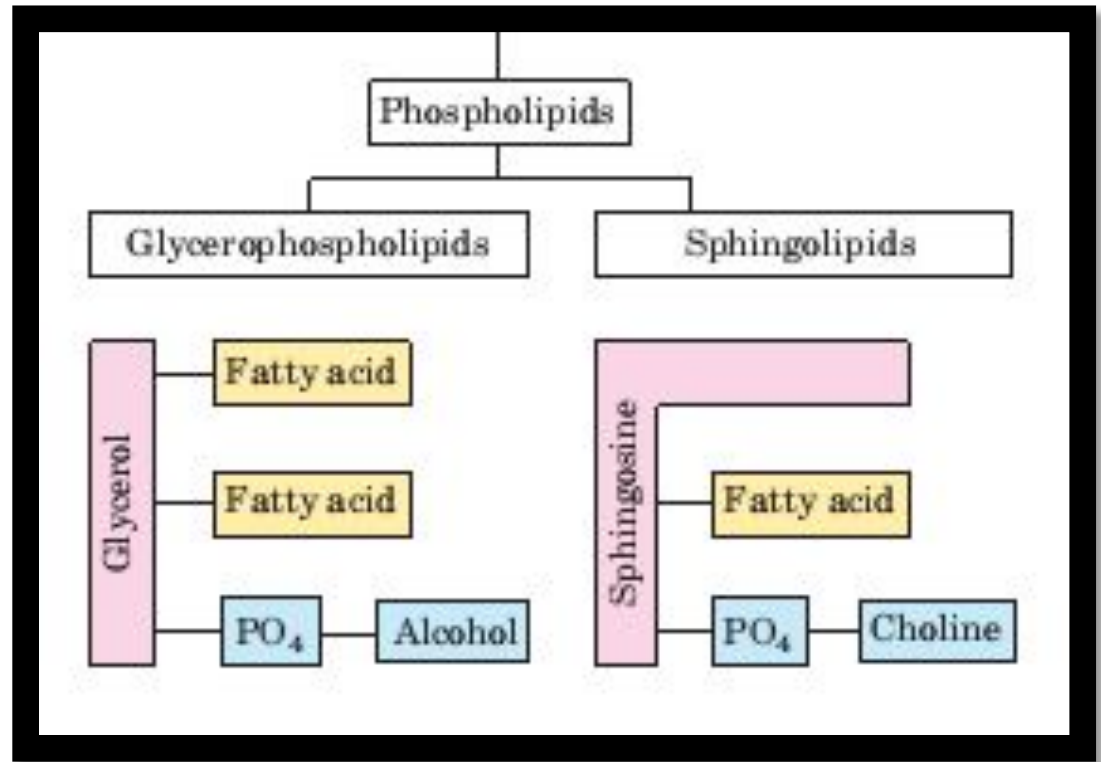 Phospholipids
Glycerophospholipids
Sphingolipids
Glycerol
Fatty acid
Fatty acid
PO₄
Alcohol
Sphingosine
Fatty acid
PO₄
Choline